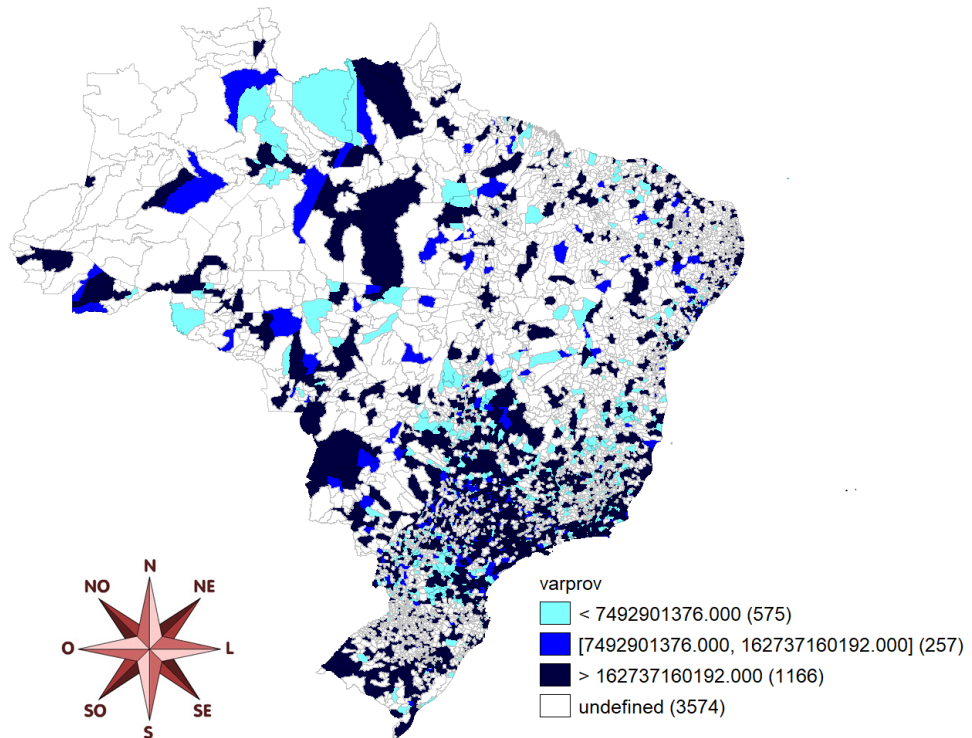 N
NO NE
O L
SO SE
S
varprov
< 7492901376.000 (575)
[7492901376.000, 162737160192.000] (257)
> 162737160192.000 (1166)
undefined (3574)